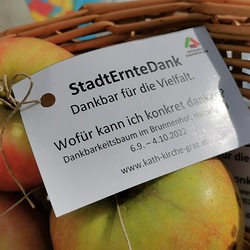 StadtErnteDank
Dankbar für die Vielfalt.
Wofür kann ich konkret danken?
Dankbarkeitsbaum im Brunnenhof,
6.9. – 4.10.2022
www.kath-kirche-graz